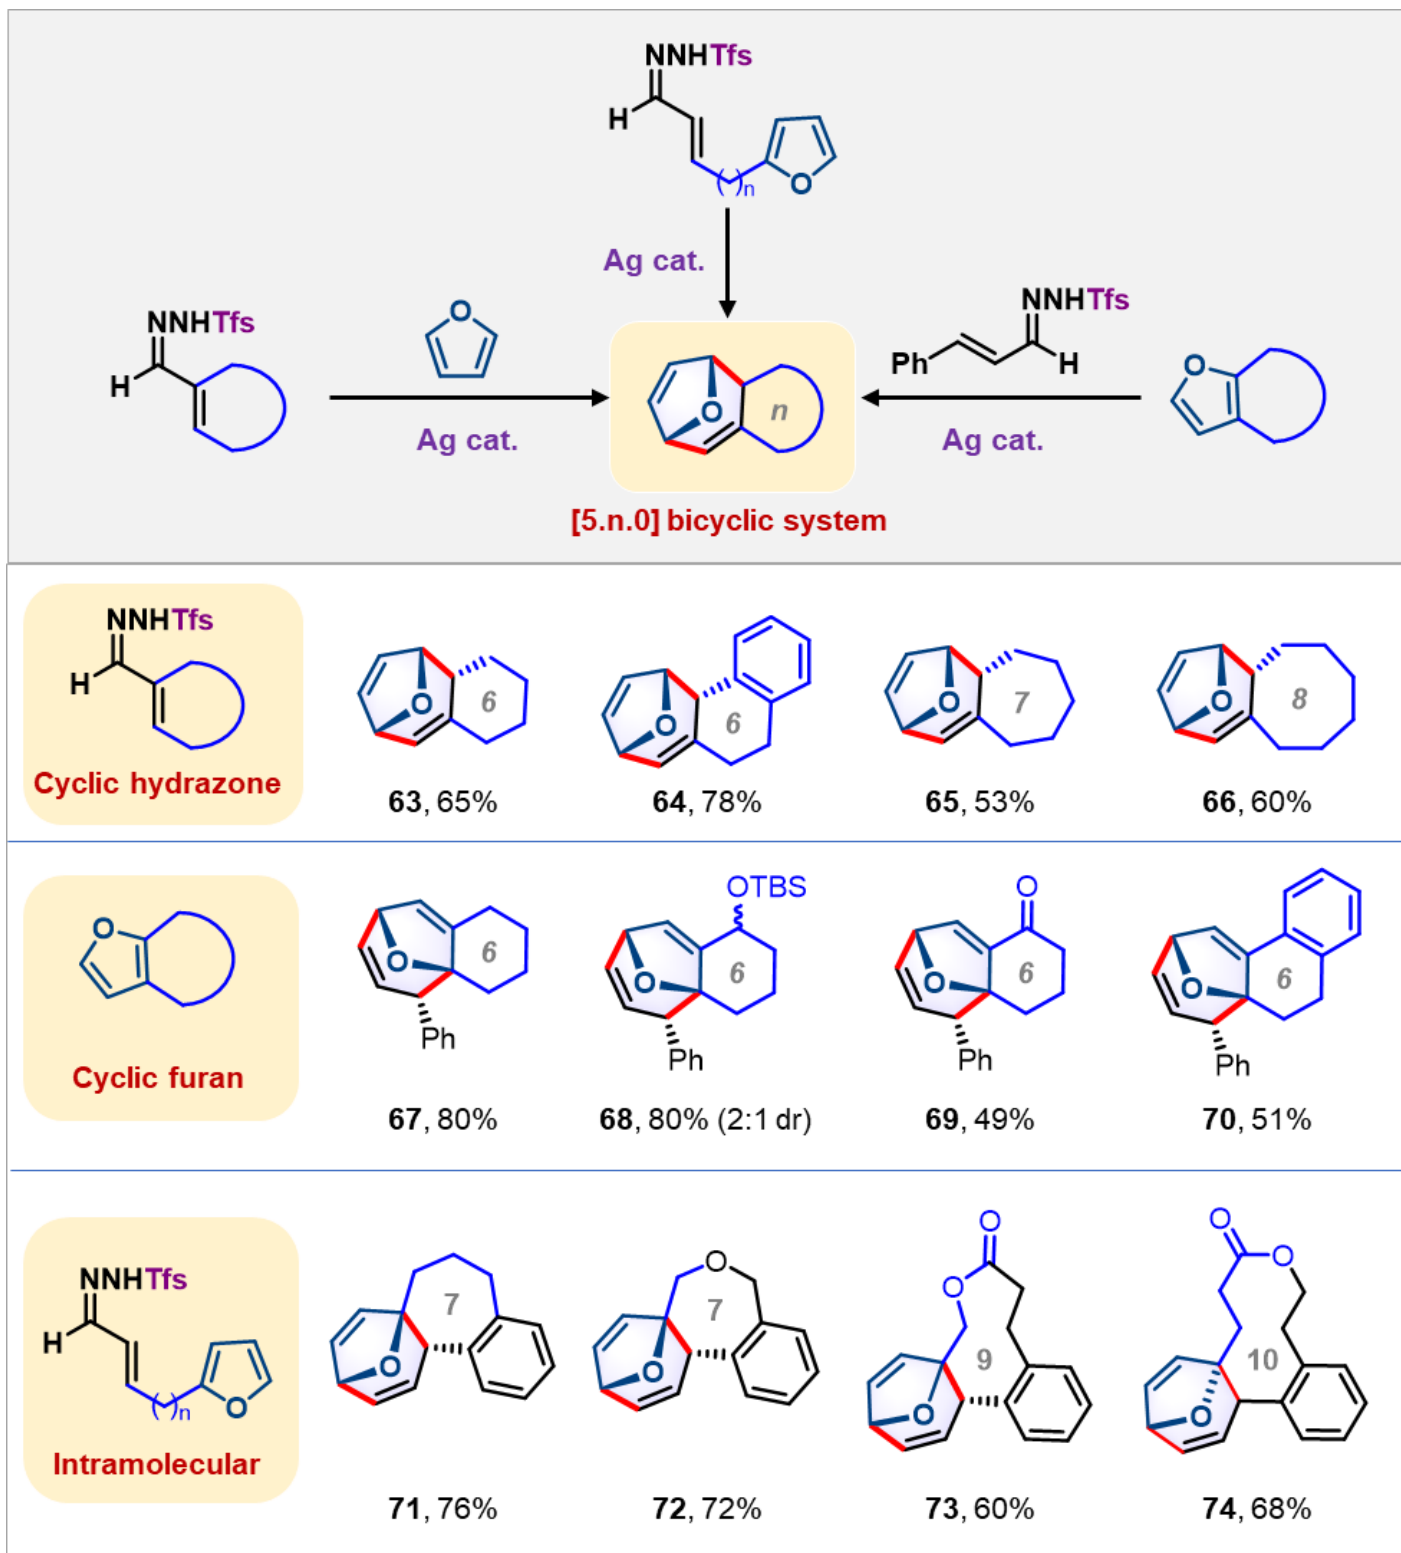 NNHTfs
H
O
( )n
Ag cat.
NNHTfs
H
O
Ag cat.
O
n
NNHTfs
Ph
H
Ag cat.
O
[5.n.0] bicyclic system
NNHTfs
H
Cyclic hydrazone
O
6
63, 65%
O
6
64, 78%
O
7
65, 53%
O
8
66, 60%
O
Cyclic furan
O
6
Ph
67, 80%
OTBS
O
6
Ph
68, 80% (2:1 dr)
O
O
6
Ph
69, 49%
O
6
Ph
70, 51%
NNHTfs
H
O
( )n
Intramolecular
7
O
71, 76%
O
7
O
72, 72%
O
O
9
O
73, 60%
O
O
10
O
74, 68%